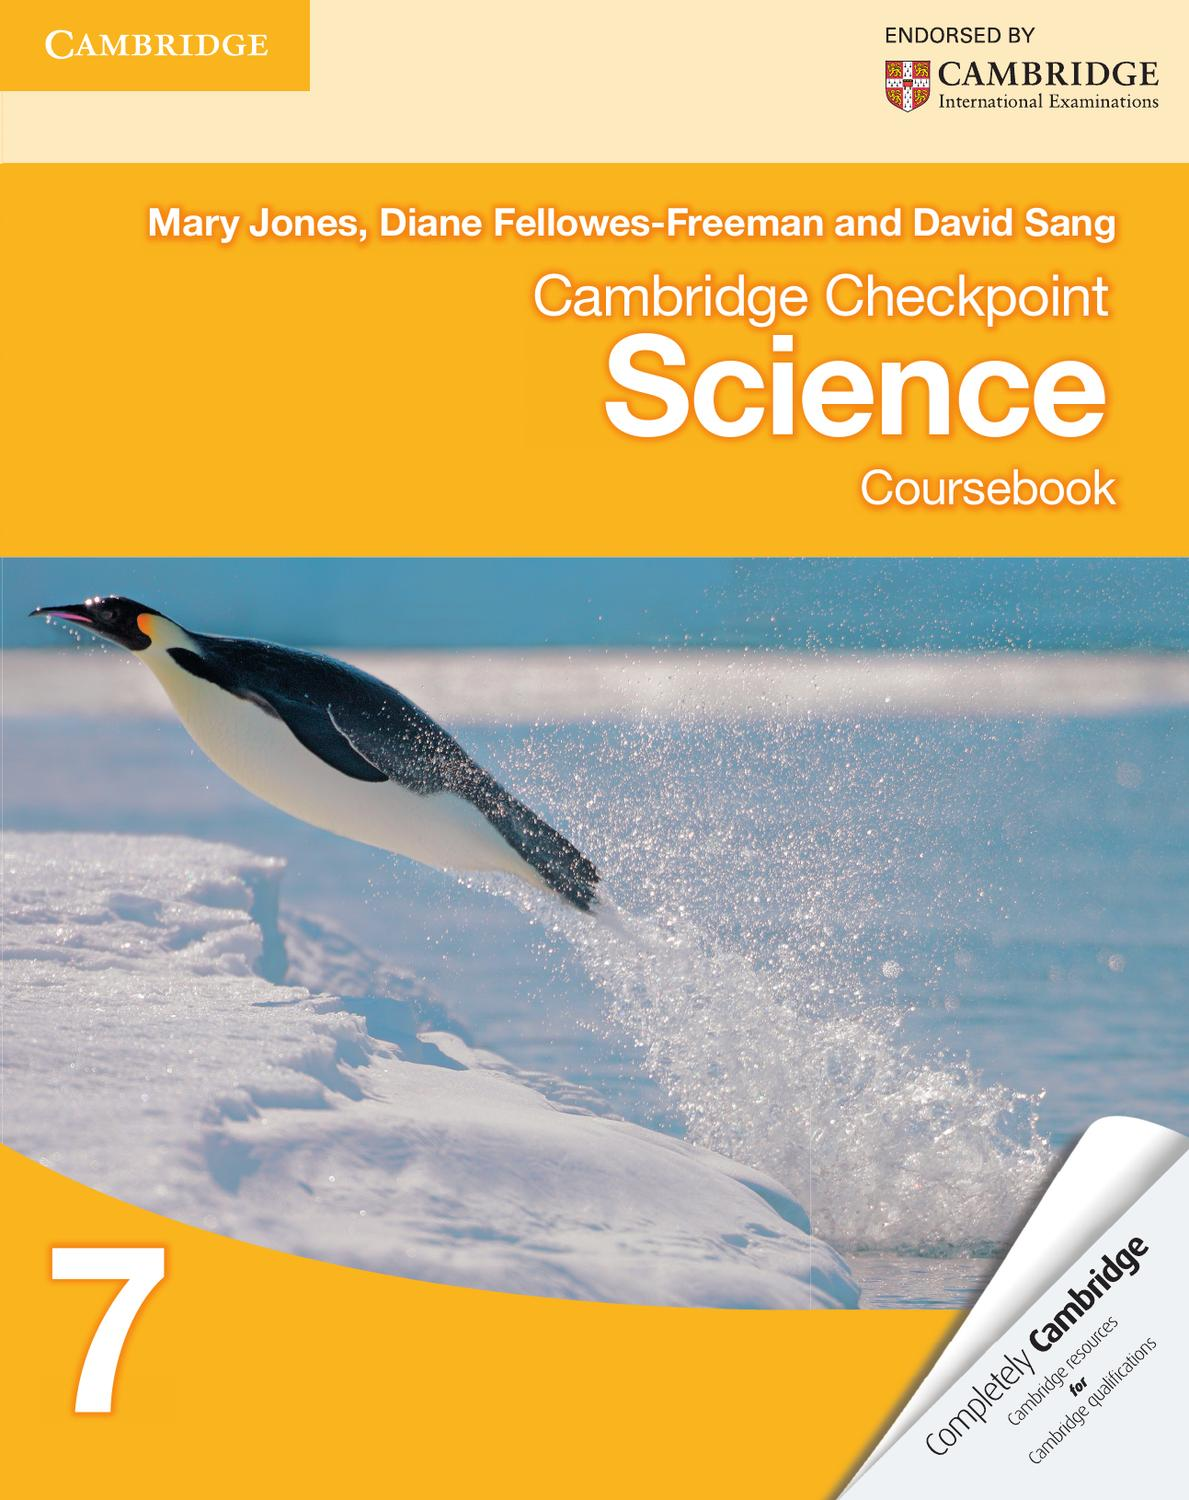 CAMBRIDGE
ENDORSED BY
CAMBRIDGE
International Examinations
Mary Jones, Diane Fellowes-Freeman and David Sang
Cambridge Checkpoint
Science
Coursebook
7
Completely Cambridge
Cambridge resources
for
Cambridge qualifications